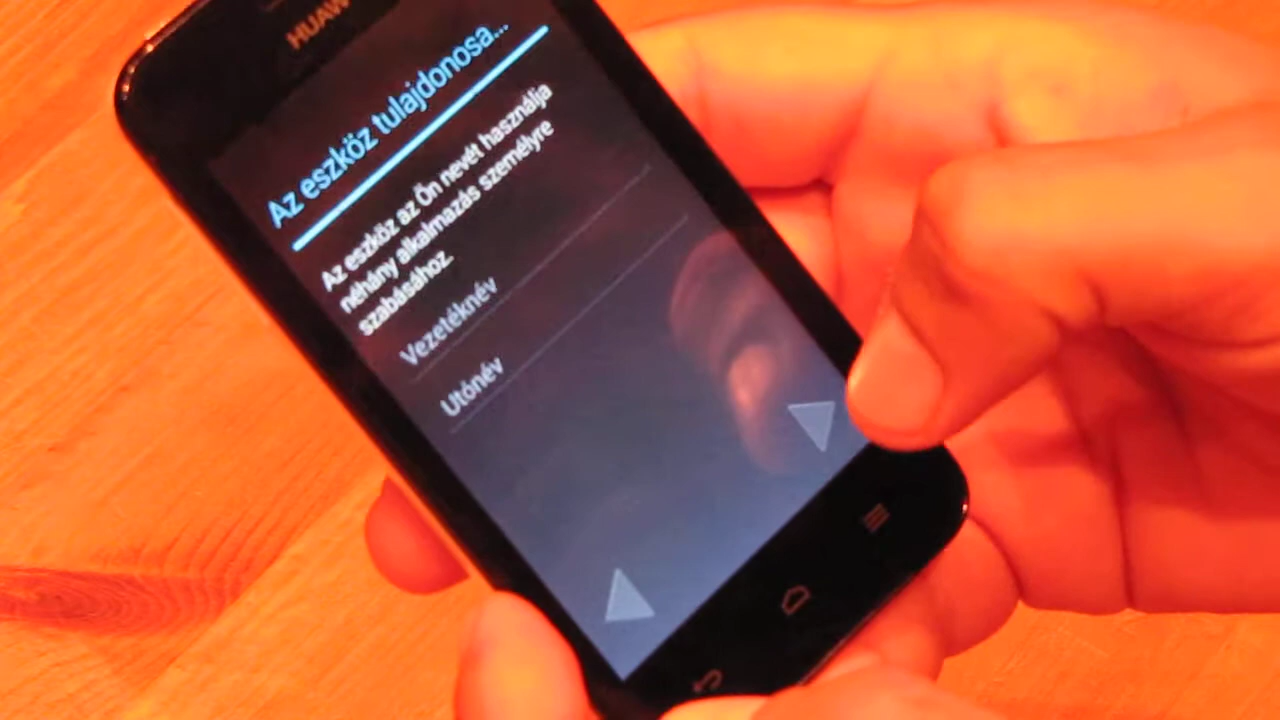 HUAW
Az eszköz tulajdonosa...
Az eszköz az Ön nevét használja
néhány alkalmazás személyre
szabásához.
Vezetéknév
Utónév